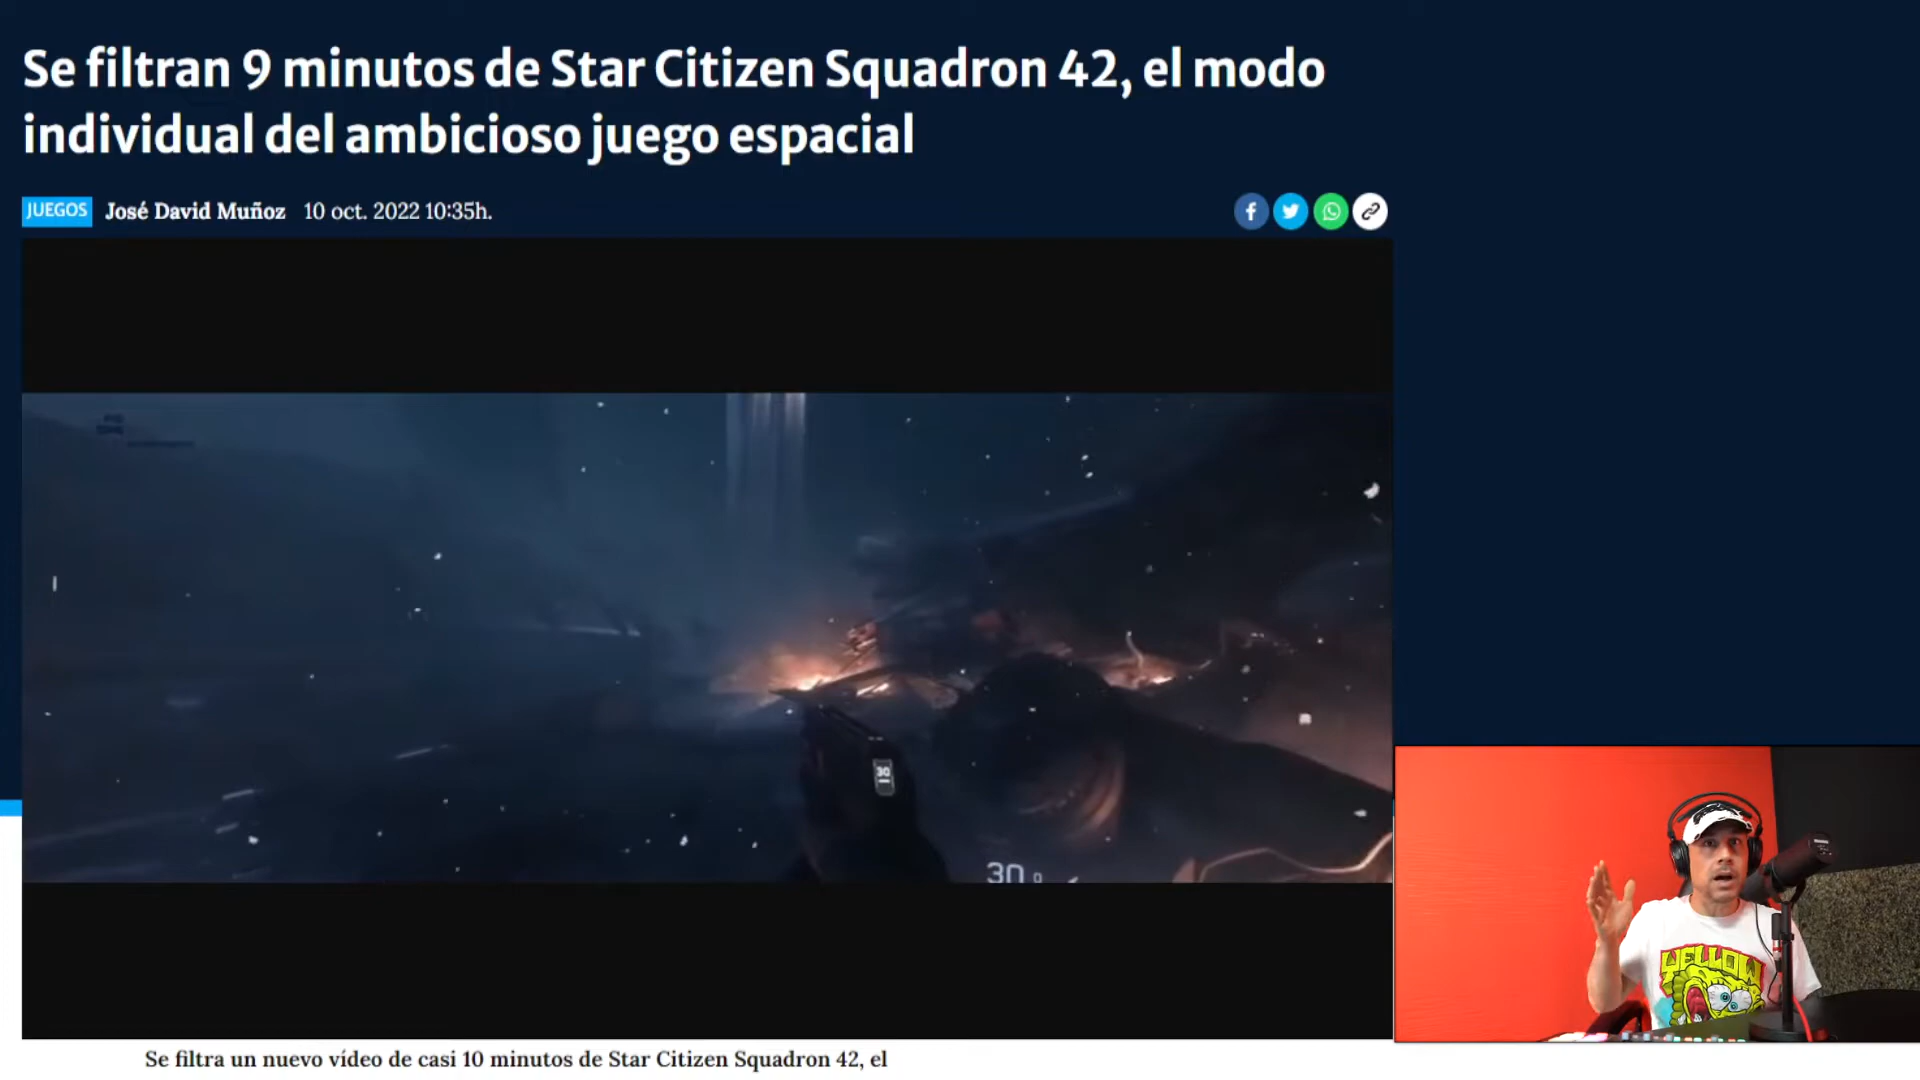 Se filtran 9 minutos de Star Citizen Squadron 42, el modo
individual del ambicioso juego espacial
JUEGOS José David Muñoz 10 oct. 2022 10:35h.
30
30
YELLOW
Se filtra un nuevo vídeo de casi 10 minutos de Star Citizen Squadron 42, el